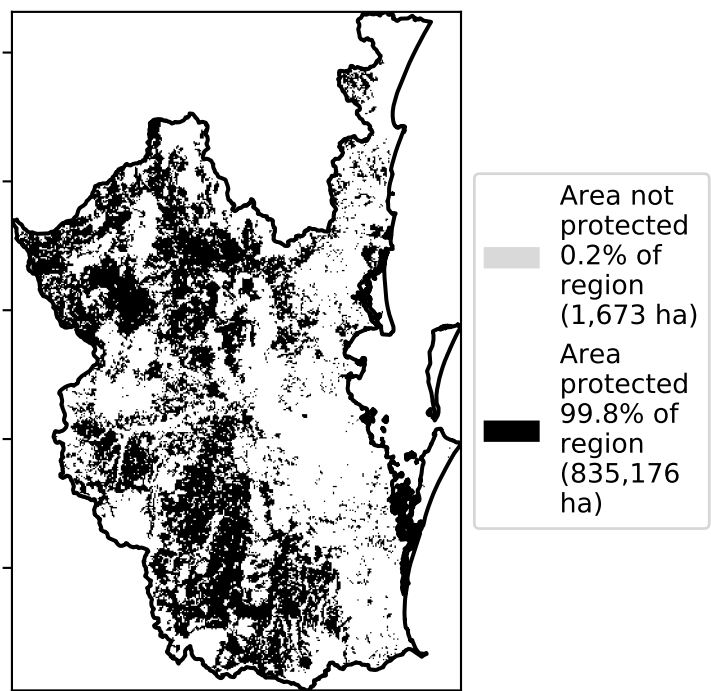 Area not
protected
0.2% of
region
(1,673 ha)
Area
protected
99.8% of
region
(835,176
ha)